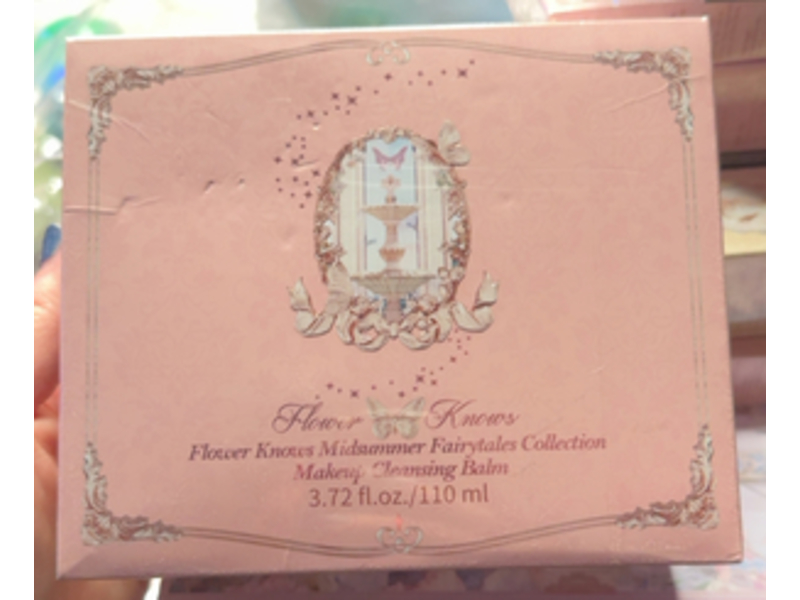 Flower Knows
Flower Knows Midsummer Fairytales Collection
Makeup Cleansing Balm
3.72 fl.oz./110 ml